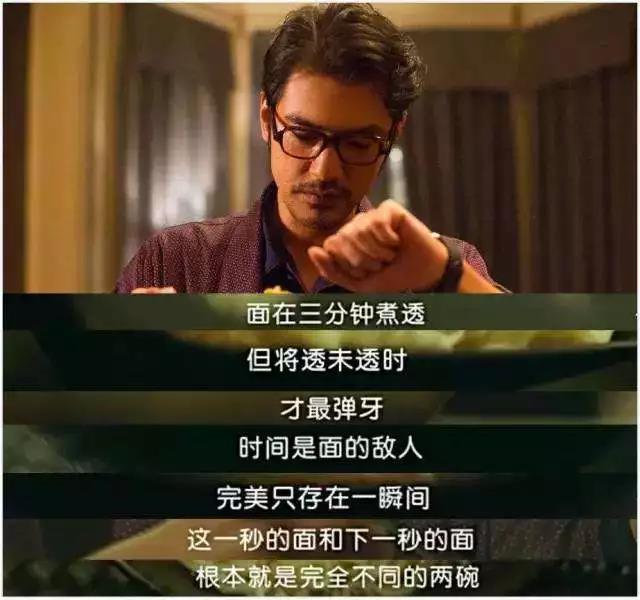 面在三分钟煮透
但将透未透时
才最弹牙
时间是面的敌人
完美只存在一瞬间
这一秒的面和下一秒的面
根本就是完全不同的两碗